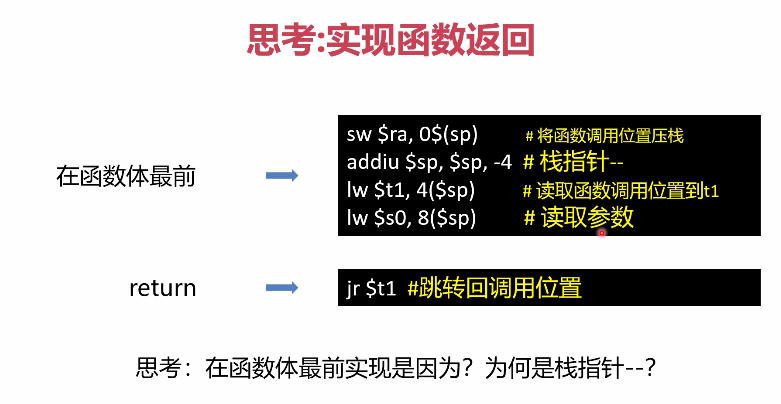 思考:实现函数返回
在函数体最前
sw $ra, 0$(sp) # 将函数调用位置压栈
addiu $sp, $sp, -4 # 栈指针--
lw $t1, 4($sp) # 读取函数调用位置到t1
lw $s0, 8($sp) # 读取参数
return
jr $t1 #跳转回调用位置
思考：在函数体最前实现是因为？为何是栈指针--？